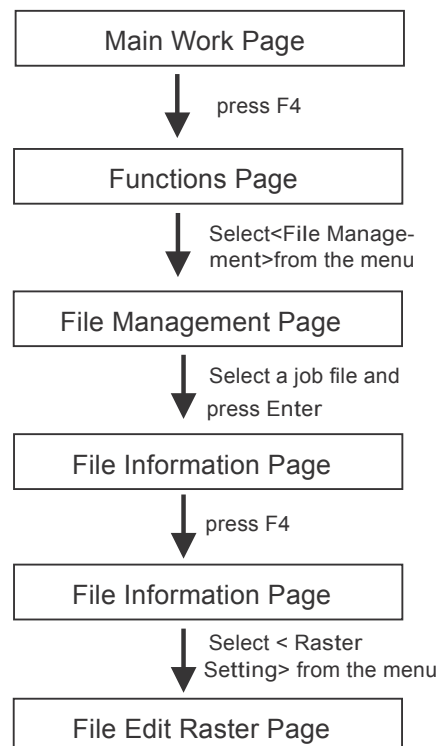 Main Work Page
press F4
Functions Page
Select<File Manage-
ment>from the menu
File Management Page
Select a job file and
press Enter
File Information Page
press F4
File Information Page
Select < Raster
Setting> from the menu
File Edit Raster Page